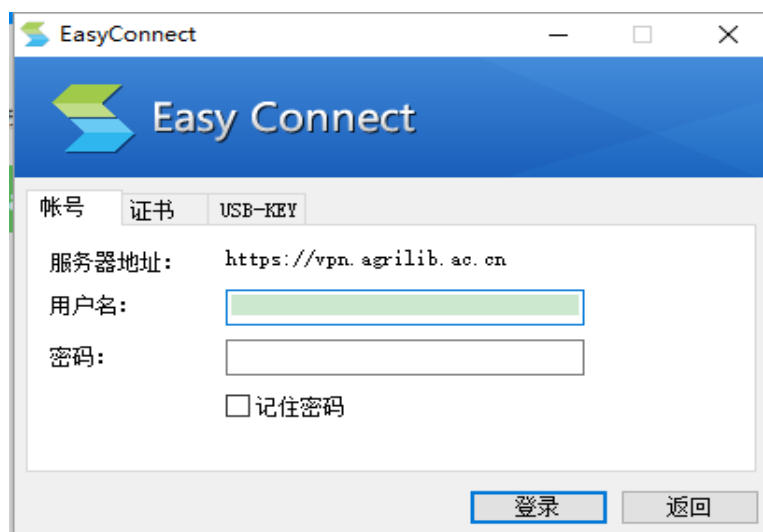 EasyConnect
Easy Connect
帐号 证书 USB-KEY
服务器地址: https://vpn.agrilib.ac.cn
用户名:
密码:
记住密码
登录 返回